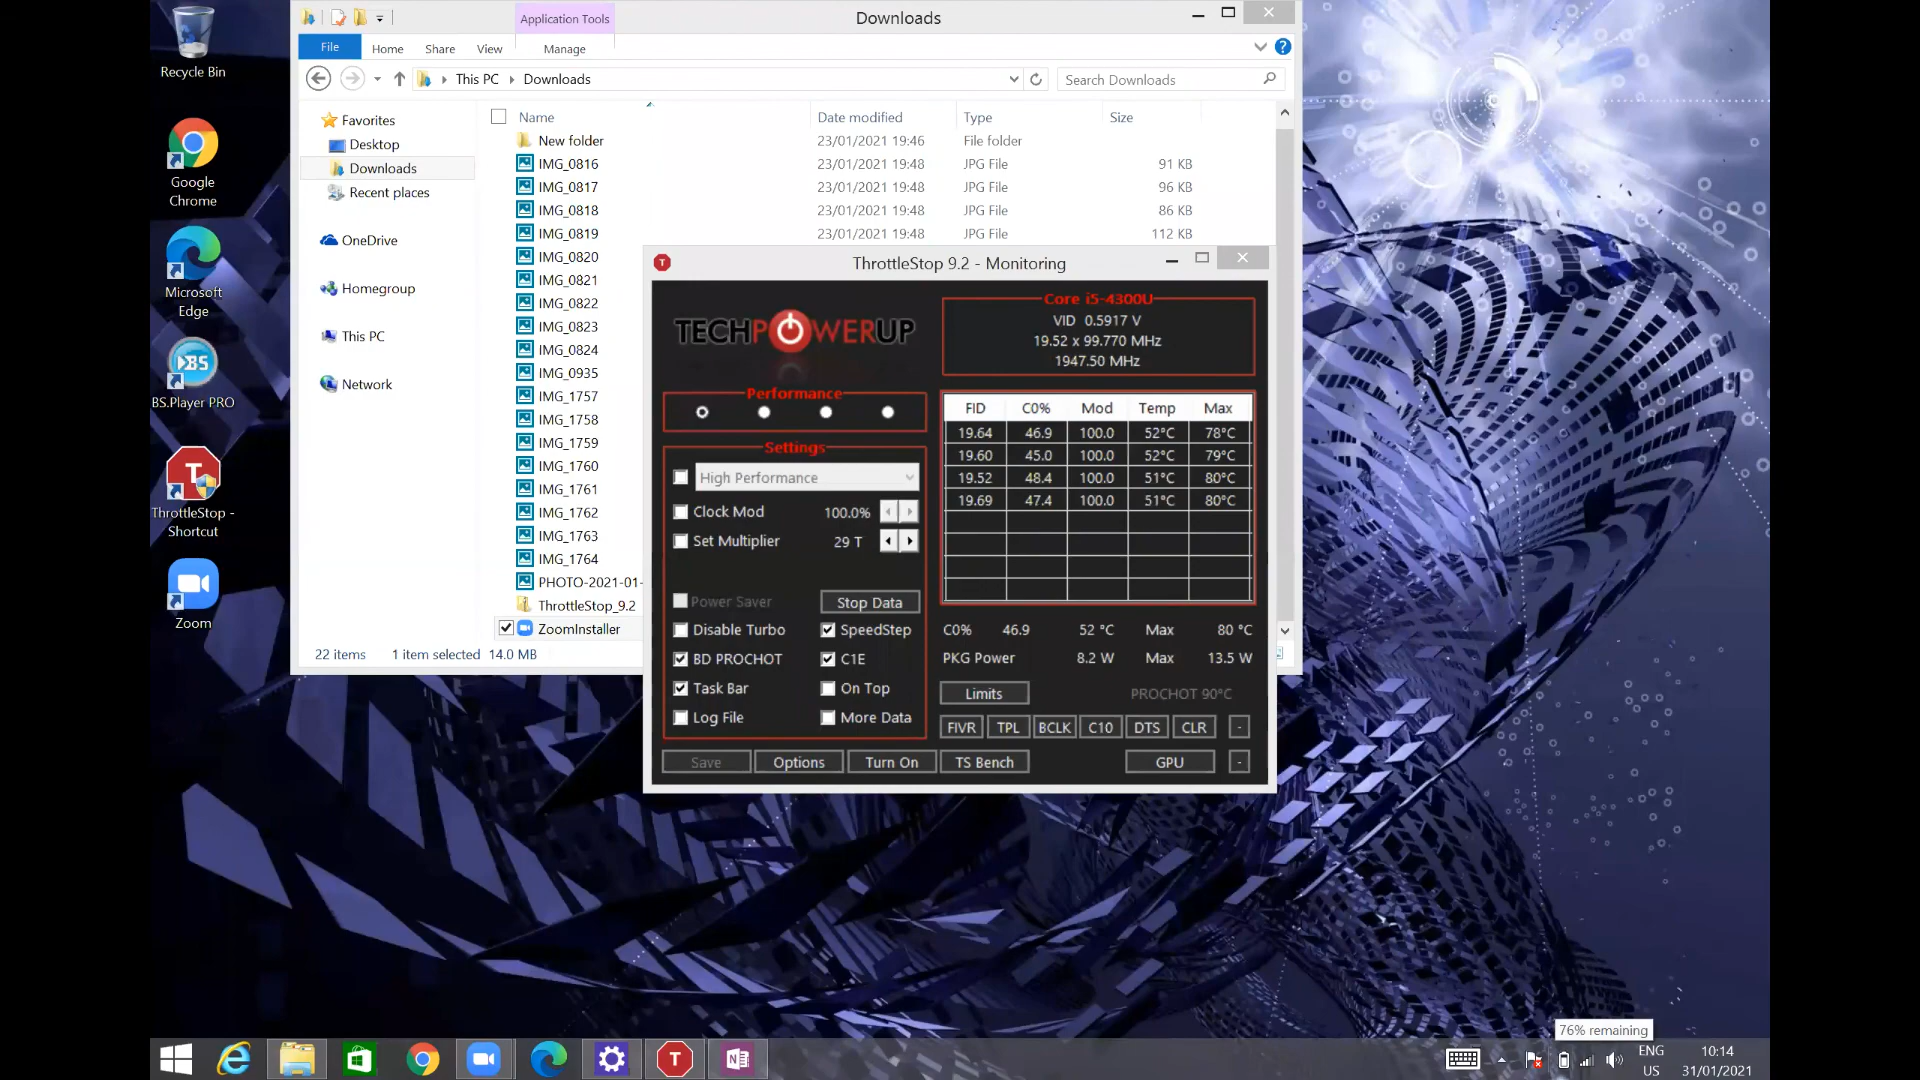 Recycle Bin
Google
Chrome
Microsoft
Edge
BS
BS.Player PRO
T
ThrottleStop -
Shortcut
Zoom
Application Tools
Downloads
File
Home
Share
View
Manage
This PC
Downloads
Search Downloads
Favorites
Desktop
Downloads
Recent places
OneDrive
Homegroup
This PC
Network
Name Date modified Type Size
New folder 23/01/2021 19:46 File folder
IMG_0816 23/01/2021 19:48 JPG File 91 KB
IMG_0817 23/01/2021 19:48 JPG File 96 KB
IMG_0818 23/01/2021 19:48 JPG File 86 KB
IMG_0819 23/01/2021 19:48 JPG File 112 KB
IMG_0820
IMG_0821
IMG_0822
IMG_0823
IMG_0824
IMG_0935
IMG_1757
IMG_1758
IMG_1759
IMG_1760
IMG_1761
IMG_1762
IMG_1763
IMG_1764
PHOTO-2021-01-
ThrottleStop_9.2
ZoomInstaller
22 items 1 item selected 14.0 MB
T
ThrottleStop 9.2 - Monitoring
TECHPOWERUP
Core i5-4300U
VID 0.5917 V
19.52 x 99.770 MHz
1947.50 MHz
Performance
Settings
High Performance
Clock Mod 100.0%
Set Multiplier 29 T
Power Saver Stop Data
Disable Turbo SpeedStep
BD PROCHOT C1E
Task Bar On Top
Log File More Data
FID C0% Mod Temp Max
19.64 46.9 100.0 52°C 78°C
19.60 45.0 100.0 52°C 79°C
19.52 48.4 100.0 51°C 80°C
19.69 47.4 100.0 51°C 80°C
C0% 46.9 52 °C Max 80 °C
PKG Power 8.2 W Max 13.5 W
Limits PROCHOT 90°C
FIVR TPL BCLK C10 DTS CLR -
Save Options Turn On TS Bench GPU -
76% remaining
T
N
ENG
US
10:14
31/01/2021